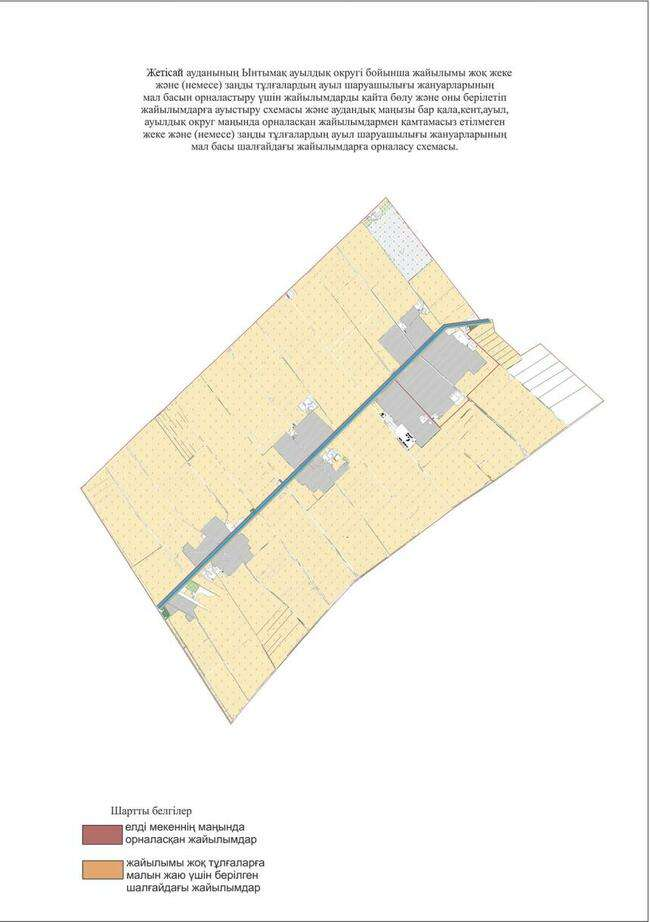 Жетісай ауданының Ынтымақ ауылдық округі бойынша жайылымы жоқ жеке
және (немесе) заңды тұлғалардың ауыл шаруашылығы жануарларының
мал басын орналастыру үшін жайылымдарды қайта бөлу және оны берілетіп
жайылымдарға ауыстыру схемасы және аудандық маңызы бар қала,кент,ауыл,
ауылдық округ маңында орналасқан жайылымдармен қамтамасыз етілмеген
жеке және (немесе) заңды тұлғалардың ауыл шаруашылығы жануарларының
мал басы шалғайдағы жайылымдарға орналасу схемасы.
Шартты белгілер
елді мекеннің маңында
орналасқан жайылымдар
жайылымы жоқ тұлғаларға
малын жаю үшін берілген
шалғайдағы жайылымдар